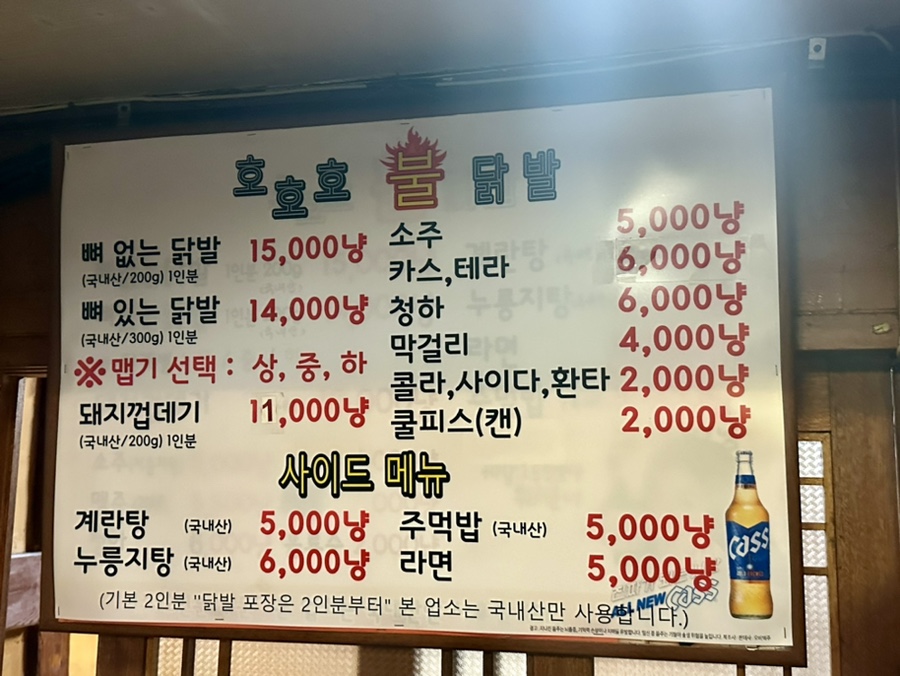 호호호 불 닭발
뼈 없는 닭발 15,000냥
(국내산/200g) 1인분
뼈 있는 닭발 14,000냥
(국내산/300g) 1인분
※맵기 선택 : 상, 중, 하
돼지껍데기 11,000냥
(국내산/200g) 1인분
소주 5,000냥
카스,테라 6,000냥
청하 6,000냥
막걸리 4,000냥
콜라,사이다,환타 2,000냥
쿨피스(캔) 2,000냥
사이드 메뉴
계란탕 (국내산) 5,000냥
누룽지탕 (국내산) 6,000냥
주먹밥 (국내산) 5,000냥
라면 5,000냥
(기본 2인분 "닭발 포장은 2인분부터" 본 업소는 국내산만 사용합니다.)
cass
ALL NEW Cass